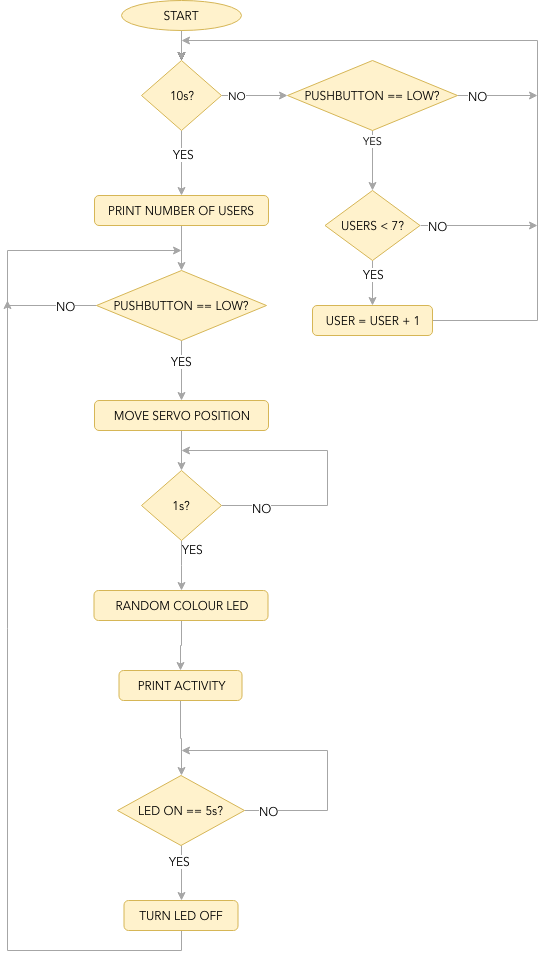 START
10s?
NO
PUSHBUTTON == LOW?
NO
YES
YES
PRINT NUMBER OF USERS
USERS < 7?
NO
YES
NO
PUSHBUTTON == LOW?
USER = USER + 1
YES
MOVE SERVO POSITION
1s?
NO
YES
RANDOM COLOUR LED
PRINT ACTIVITY
LED ON == 5s?
NO
YES
TURN LED OFF